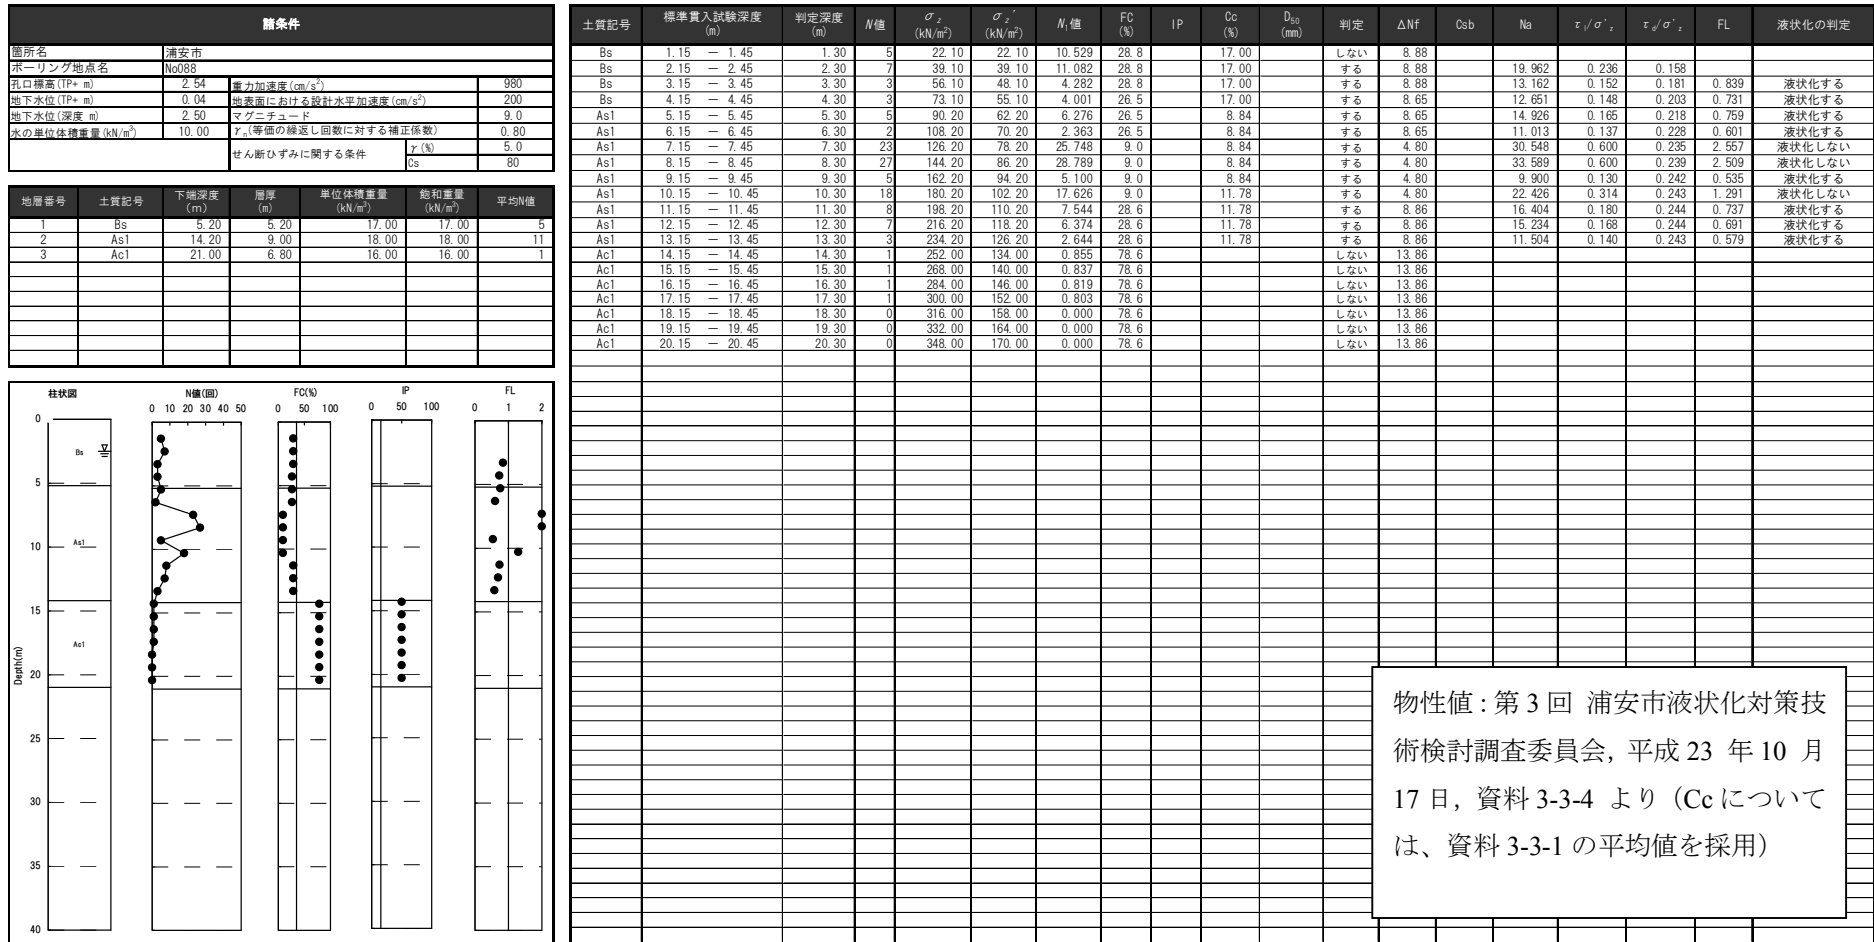 諸条件
箇所名 浦安市
ボーリング地点名 No088
孔口標高(TP+ m) 2.54 重力加速度(cm/s²) 980
地下水位(TP+ m) 0.04 地表面における設計水平加速度(cm/s²) 200
地下水位(深度 m) 2.50 マグニチュード 9.0
水の単位体積重量(kN/m³) 10.00 γn(等価の繰返し回数に対する補正係数) 0.80
せん断ひずみに関する条件 γ(%) 5.0
Cs 80
地層番号 土質記号 下端深度(m) 層厚(m) 単位体積重量(kN/m³) 飽和重量(kN/m³) 平均N値
1 Bs 5.20 5.20 17.00 17.00 5
2 As1 14.20 9.00 18.00 18.00 11
3 Ac1 21.00 6.80 16.00 16.00 1
柱状図 N値(回) FC(%) IP FL
0 10 20 30 40 50 0 50 100 0 50 100 0 1 2
Depth(m)
0
Bs
5
10 As1
15
Ac1
20
25
30
35
40
土質記号 標準貫入試験深度(m) 判定深度(m) N値 σz(kN/m²) σz'(kN/m²) N1値 FC(%) IP Cc(%) D50(mm) 判定 ΔNf Csb Na τl/σ'z τd/σ'z FL 液状化の判定
Bs 1.15 － 1.45 1.30 5 22.10 22.10 10.529 28.8 17.00 しない 8.88
Bs 2.15 － 2.45 2.30 7 39.10 39.10 11.082 28.8 17.00 する 8.88 19.962 0.236 0.158
Bs 3.15 － 3.45 3.30 3 56.10 48.10 4.282 28.8 17.00 する 8.88 13.162 0.152 0.181 0.839 液状化する
Bs 4.15 － 4.45 4.30 3 73.10 55.10 4.001 26.5 17.00 する 8.65 12.651 0.148 0.203 0.731 液状化する
As1 5.15 － 5.45 5.30 5 90.20 62.20 6.276 26.5 8.84 する 8.65 14.926 0.165 0.218 0.759 液状化する
As1 6.15 － 6.45 6.30 2 108.20 70.20 2.363 26.5 8.84 する 8.65 11.013 0.137 0.228 0.601 液状化する
As1 7.15 － 7.45 7.30 23 126.20 78.20 25.748 9.0 8.84 する 4.80 30.548 0.600 0.235 2.557 液状化しない
As1 8.15 － 8.45 8.30 27 144.20 86.20 28.789 9.0 8.84 する 4.80 33.589 0.600 0.239 2.509 液状化しない
As1 9.15 － 9.45 9.30 5 162.20 94.20 5.100 9.0 8.84 する 4.80 9.900 0.130 0.242 0.535 液状化する
As1 10.15 － 10.45 10.30 18 180.20 102.20 17.626 9.0 11.78 する 4.80 22.426 0.314 0.243 1.291 液状化しない
As1 11.15 － 11.45 11.30 8 198.20 110.20 7.544 28.6 11.78 する 8.86 16.404 0.180 0.244 0.737 液状化する
As1 12.15 － 12.45 12.30 7 216.20 118.20 6.374 28.6 11.78 する 8.86 15.234 0.168 0.244 0.691 液状化する
As1 13.15 － 13.45 13.30 3 234.20 126.20 2.644 28.6 11.78 する 8.86 11.504 0.140 0.243 0.579 液状化する
Ac1 14.15 － 14.45 14.30 1 252.00 134.00 0.855 78.6 しない 13.86
Ac1 15.15 － 15.45 15.30 1 268.00 140.00 0.837 78.6 しない 13.86
Ac1 16.15 － 16.45 16.30 1 284.00 146.00 0.819 78.6 しない 13.86
Ac1 17.15 － 17.45 17.30 1 300.00 152.00 0.803 78.6 しない 13.86
Ac1 18.15 － 18.45 18.30 0 316.00 158.00 0.000 78.6 しない 13.86
Ac1 19.15 － 19.45 19.30 0 332.00 164.00 0.000 78.6 しない 13.86
Ac1 20.15 － 20.45 20.30 0 348.00 170.00 0.000 78.6 しない 13.86
物性値：第 3 回 浦安市液状化対策技
術検討調査委員会, 平成 23 年 10 月
17 日, 資料 3-3-4 より（Cc について
は、資料 3-3-1 の平均値を採用）